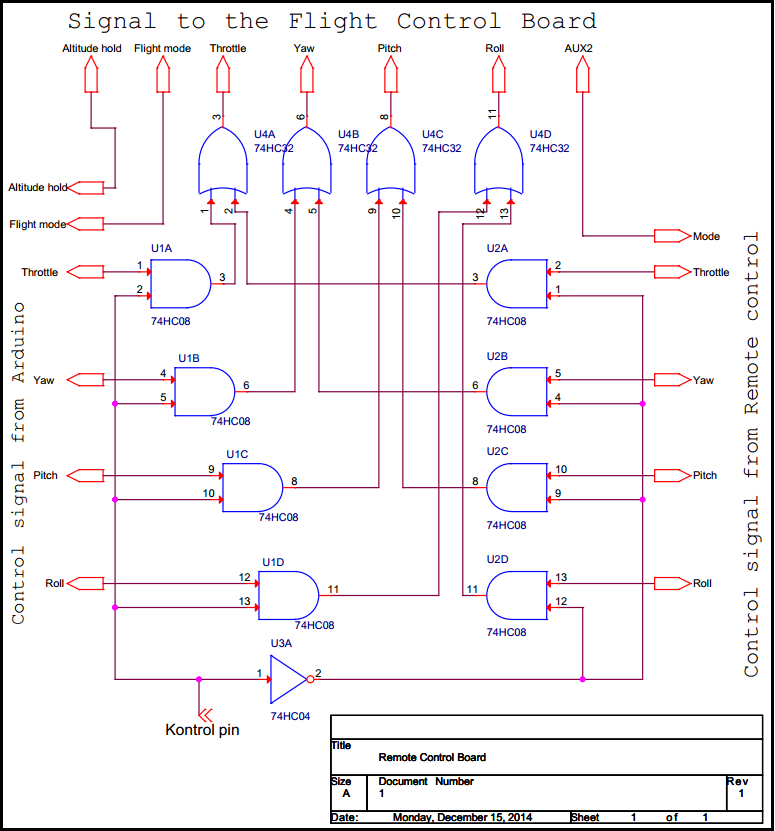 Signal to the Flight Control Board
Altitude hold Flight mode Throttle Yaw Pitch Roll AUX2
3 6 8 11
U4A U4B U4C U4D
74HC32 74HC32 74HC32 74HC32
Altitude hold
1 2 4 5 9 10 12 13
Flight mode
Mode
U1A U2A
Throttle 1 2 Throttle
2 3 3 1
74HC08 74HC08
U1B U2B
Yaw 4 5 Yaw
5 6 6 4
74HC08 74HC08
U1C U2C
Pitch 9 10 Pitch
10 8 8 9
74HC08 74HC08
U1D U2D
Roll 12 13 Roll
13 11 11 12
74HC08 74HC08
U3A
1 2
74HC04
Kontrol pin
Control signal from Arduino
Control signal from Remote control
Title
Remote Control Board
Size Document Number Rev
A 1 1
Date: Monday, December 15, 2014 Sheet 1 of 1